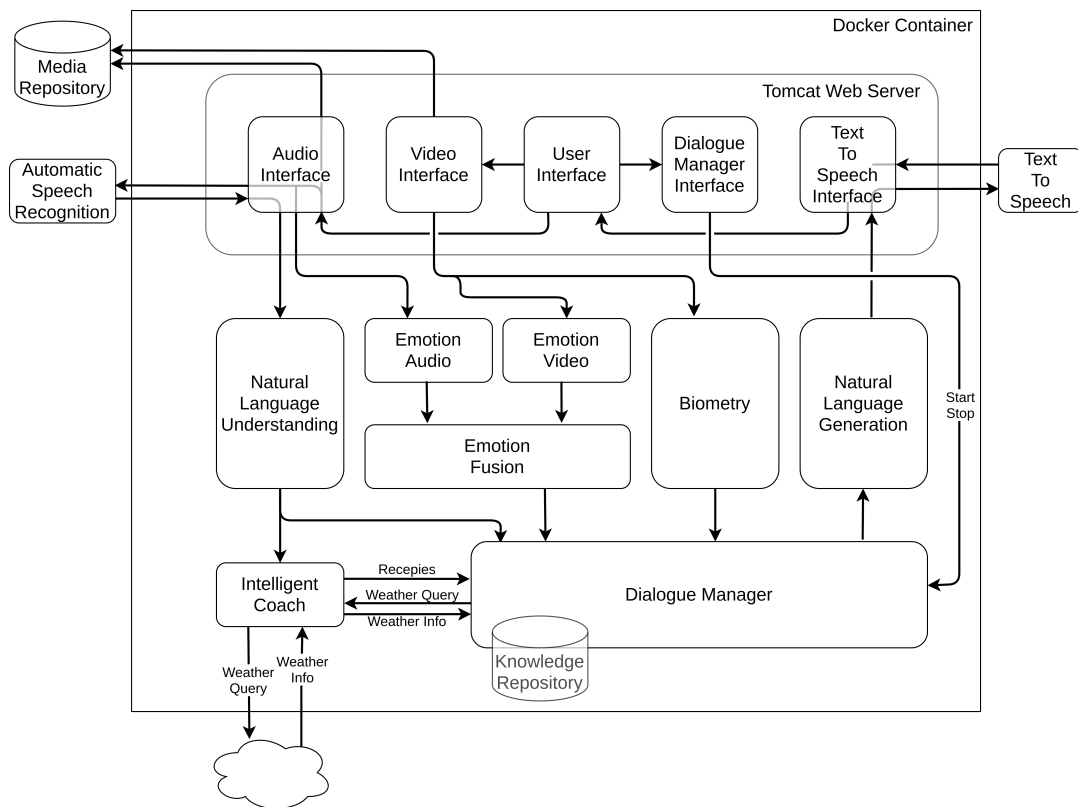 Docker Container
Media
Repository
Tomcat Web Server
Automatic
Speech
Recognition
Audio
Interface
Video
Interface
User
Interface
Dialogue
Manager
Interface
Text
To
Speech
Interface
Text
To
Speech
Natural
Language
Understanding
Emotion
Audio
Emotion
Video
Biometry
Natural
Language
Generation
Start
Stop
Emotion
Fusion
Intelligent
Coach
Recepies
Weather Query
Weather Info
Dialogue Manager
Knowledge
Repository
Weather
Query
Weather
Info